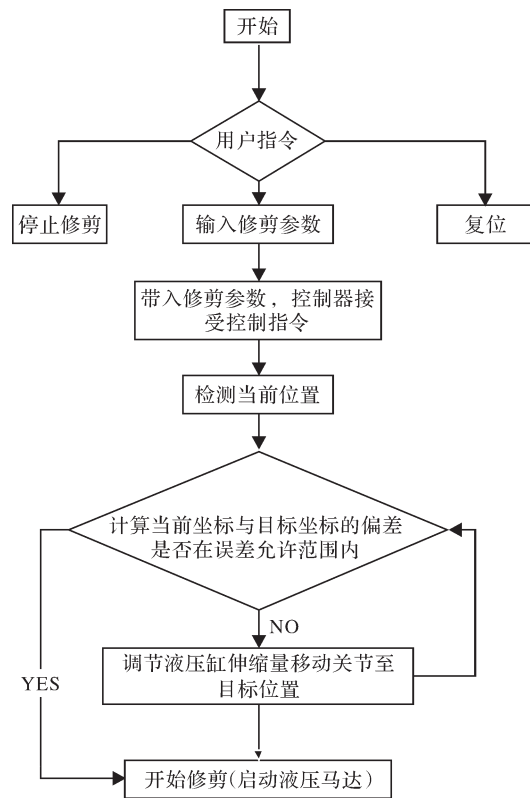 开始
用户指令
停止修剪
输入修剪参数
复位
带入修剪参数，控制器接
受控制指令
检测当前位置
计算当前坐标与目标坐标的偏差
是否在误差允许范围内
NO
调节液压缸伸缩量移动关节至
目标位置
YES
开始修剪(启动液压马达)